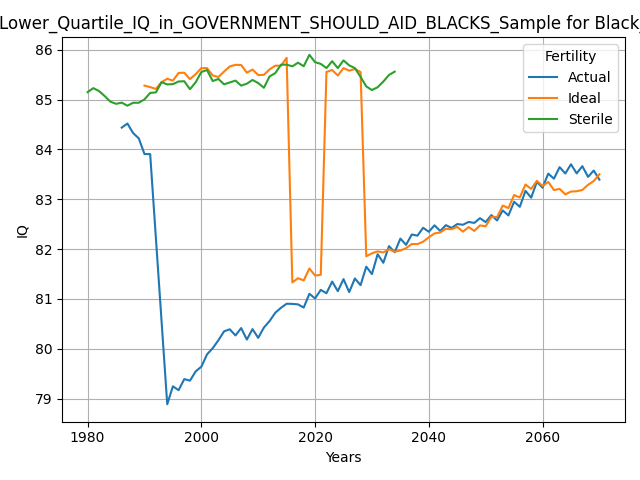 Lower_Quartile_IQ_in_GOVERNMENT_SHOULD_AID_BLACKS_Sample for Black
86
85
84
83
82
81
80
79
IQ
1980
2000
2020
2040
2060
Years
Fertility
Actual
Ideal
Sterile